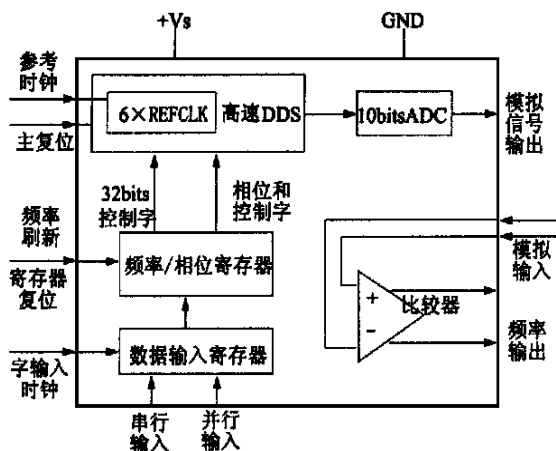 +Vs
GND
参考
时钟
主复位
6×REFCLK
高速DDS
10bitsADC
模拟
信号
输出
32bits
控制字
相位和
控制字
频率
刷新
寄存器
复位
频率/相位寄存器
模拟
输入
+
比较器
-
频率
输出
字输入
时钟
数据输入寄存器
串行
输入
并行
输入